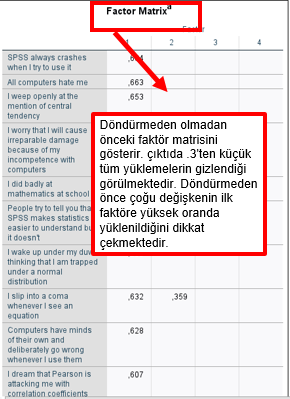 Factor Matrixa
Factor
1 2 3 4
SPSS always crashes
when I try to use it
All computers hate me ,663
I weep openly at the ,653
mention of central
tendency
I worry that I will cause
irreparable damage
because of my
incompetence with
computers
I did badly at
mathematics at school
People try to tell you tha
SPSS makes statistics
easier to understand bu
it doesn't
I wake up under my duv
thinking that I am trapped
under a normal
distribution
I slip into a coma ,632 ,359
whenever I see an
equation
Computers have minds ,628
of their own and
deliberately go wrong
whenever I use them
I dream that Pearson is ,607
attacking me with
correlation coefficients
Döndürmeden olmadan
önceki faktör matrisini
gösterir. çıktıda .3'ten küçük
tüm yüklemelerin gizlendiği
görülmektedir. Döndürmeden
önce çoğu değişkenin ilk
faktöre yüksek oranda
yüklenildiğini dikkat
çekmektedir.